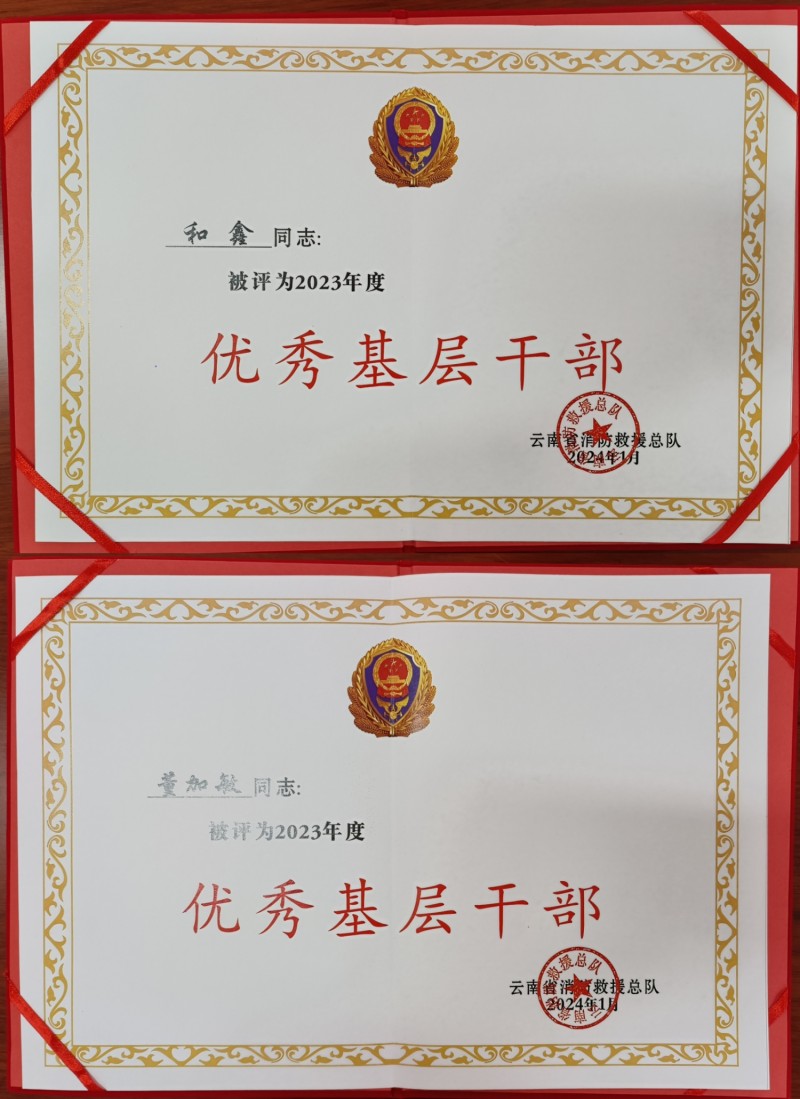 和 鑫 同志:
被评为2023年度
优秀基层干部
云南省消防救援总队
2024年1月
董加敏 同志:
被评为2023年度
优秀基层干部
云南省消防救援总队
2024年1月